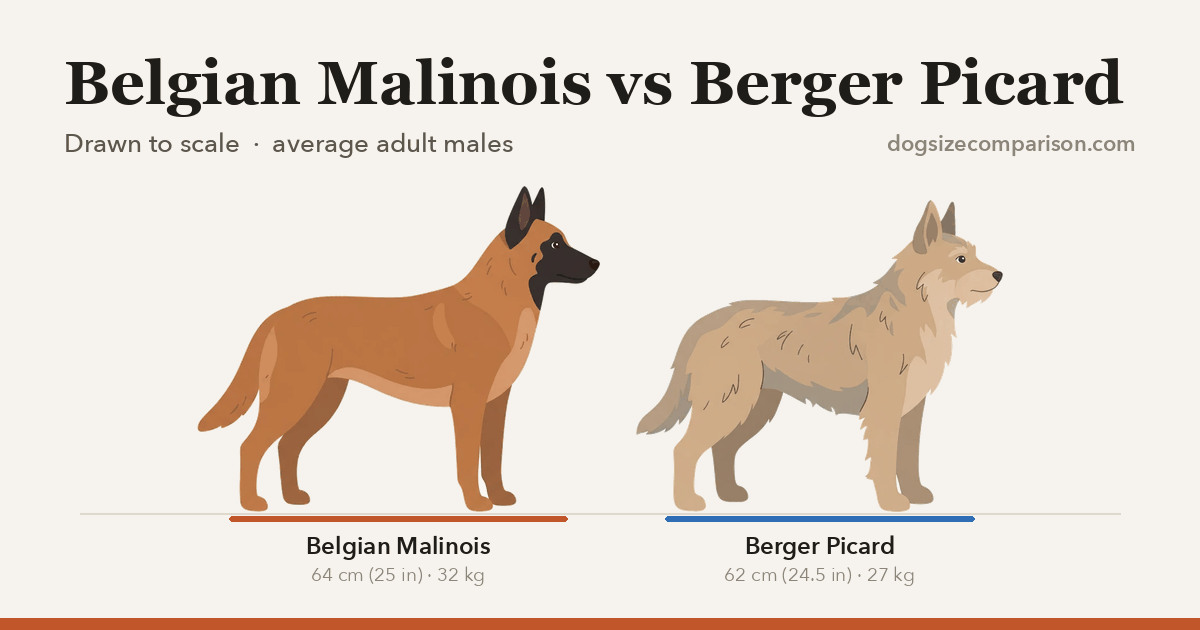 Belgian Malinois vs Berger Picard
Drawn to scale · average adult males
dogsizecomparison.com
Belgian Malinois
64 cm (25 in) · 32 kg
Berger Picard
62 cm (24.5 in) · 27 kg